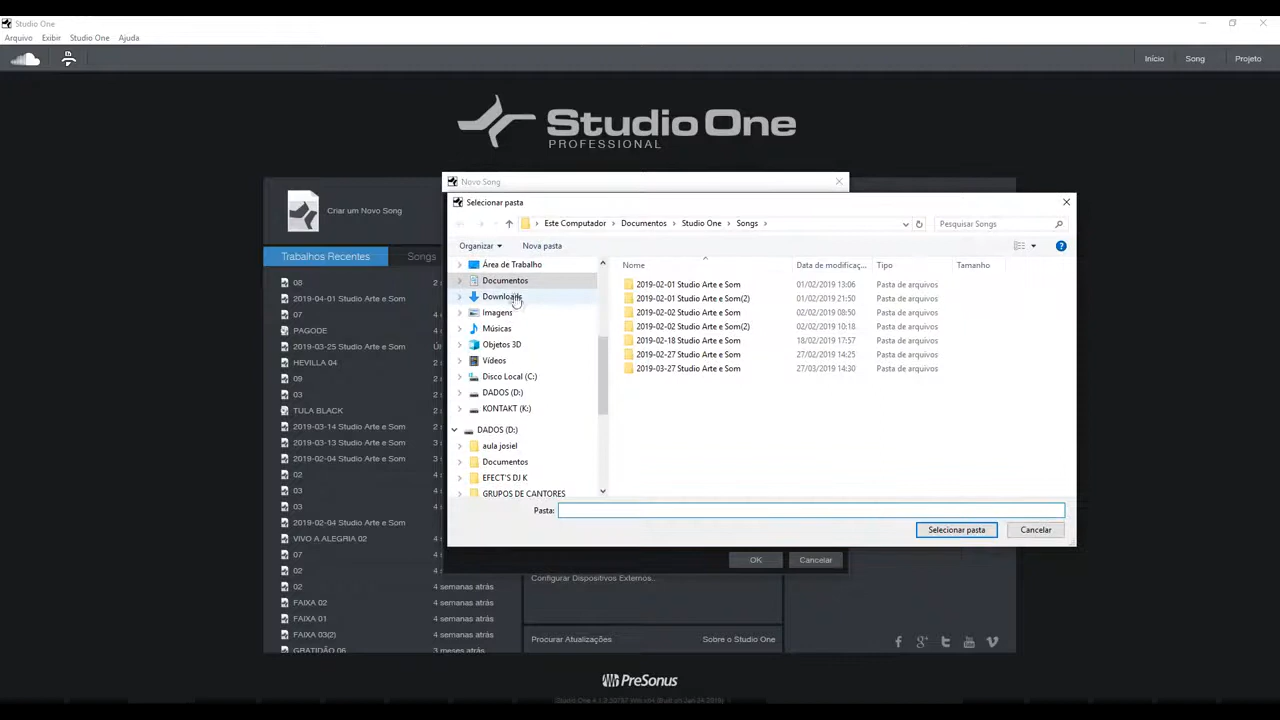 Studio One
Arquivo Exibir Studio One Ajuda
Início Song Projeto
Studio One
PROFESSIONAL
Criar um Novo Song
Trabalhos Recentes Songs
08
2019-04-01 Studio Arte e Som
07
PAGODE
2019-03-25 Studio Arte e Som
HEVILLA 04
09
03
TULA BLACK
2019-03-14 Studio Arte e Som
2019-03-13 Studio Arte e Som
2019-02-04 Studio Arte e Som
02
03
03
2019-02-04 Studio Arte e Som
VIVO A ALEGRIA 02
07
02
02 4 semanas atrás
FAIXA 02 4 semanas atrás
FAIXA 01 4 semanas atrás
FAIXA 03(2) 4 semanas atrás
GRATIDÃO 06 3 meses atrás
Novo Song
Selecionar pasta
Este Computador Documentos Studio One Songs
Pesquisar Songs
Organizar Nova pasta
Área de Trabalho
Documentos
Downloads
Imagens
Músicas
Objetos 3D
Vídeos
Disco Local (C:)
DADOS (D:)
KONTAKT (K:)
DADOS (D:)
aula josiel
Documentos
EFECT'S DJ K
GRUPOS DE CANTORES
Nome Data de modificaç... Tipo Tamanho
2019-02-01 Studio Arte e Som 01/02/2019 13:06 Pasta de arquivos
2019-02-01 Studio Arte e Som(2) 01/02/2019 21:50 Pasta de arquivos
2019-02-02 Studio Arte e Som 02/02/2019 08:50 Pasta de arquivos
2019-02-02 Studio Arte e Som(2) 02/02/2019 10:18 Pasta de arquivos
2019-02-18 Studio Arte e Som 18/02/2019 17:57 Pasta de arquivos
2019-02-27 Studio Arte e Som 27/02/2019 14:25 Pasta de arquivos
2019-03-27 Studio Arte e Som 27/03/2019 14:30 Pasta de arquivos
Pasta:
Selecionar pasta Cancelar
OK Cancelar
Configurar Dispositivos Externos...
Procurar Atualizações Sobre o Studio One
PreSonus